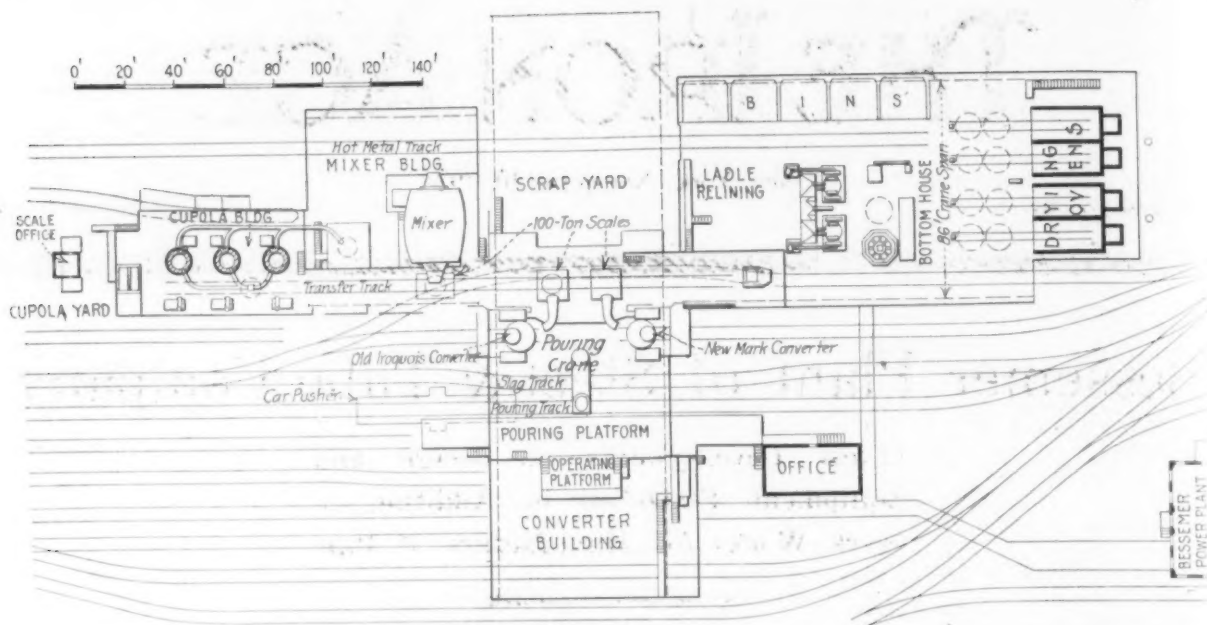 0' 20' 40' 60' 80' 100' 120' 140'
BINS
Hot Metal Track
MIXER BLDG.
SCRAP YARD
LADLE
RELINING
BOTTOM HOUSE
86' Crane Span
DRYING
OVENS
SCALE
OFFICE
CUPOLA BLDG.
Mixer
100-Ton Scales
Transfer Track
CUPOLA YARD
Old Iroquois Converter
Pouring
Crane
New Mark Converter
Slag Track
Car Pusher
Pouring Track
POURING PLATFORM
OPERATING
PLATFORM
OFFICE
CONVERTER
BUILDING
BESSEMER
POWER PLANT